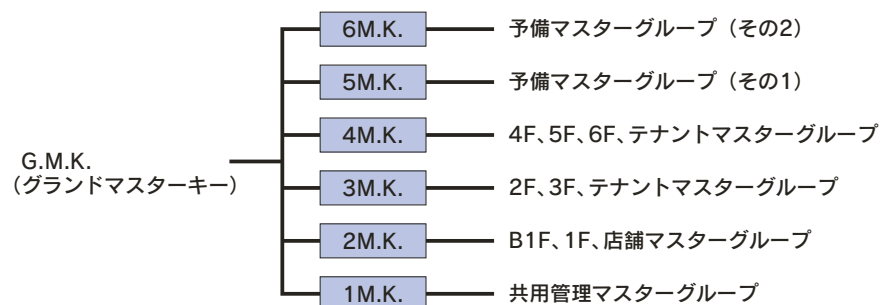 6M.K. 予備マスターグループ（その2）
5M.K. 予備マスターグループ（その1）
4M.K. 4F、5F、6F、テナントマスターグループ
G.M.K.
（グランドマスターキー）
3M.K. 2F、3F、テナントマスターグループ
2M.K. B1F、1F、店舗マスターグループ
1M.K. 共用管理マスターグループ